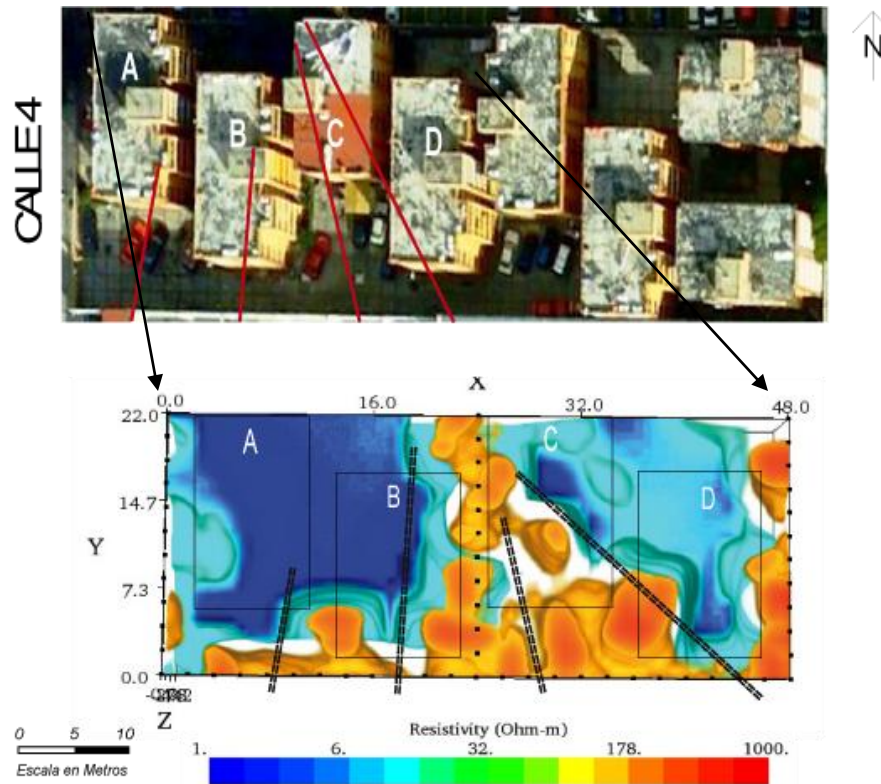 N
CALLE 4
A
B
C
D
X
0.0
16.0
32.0
48.0
22.0
14.7
7.3
0.0
Y
Z
A
B
C
D
Resistivity (Ohm-m)
1. 6. 32. 178. 1000.
0 5 10
Escala en Metros